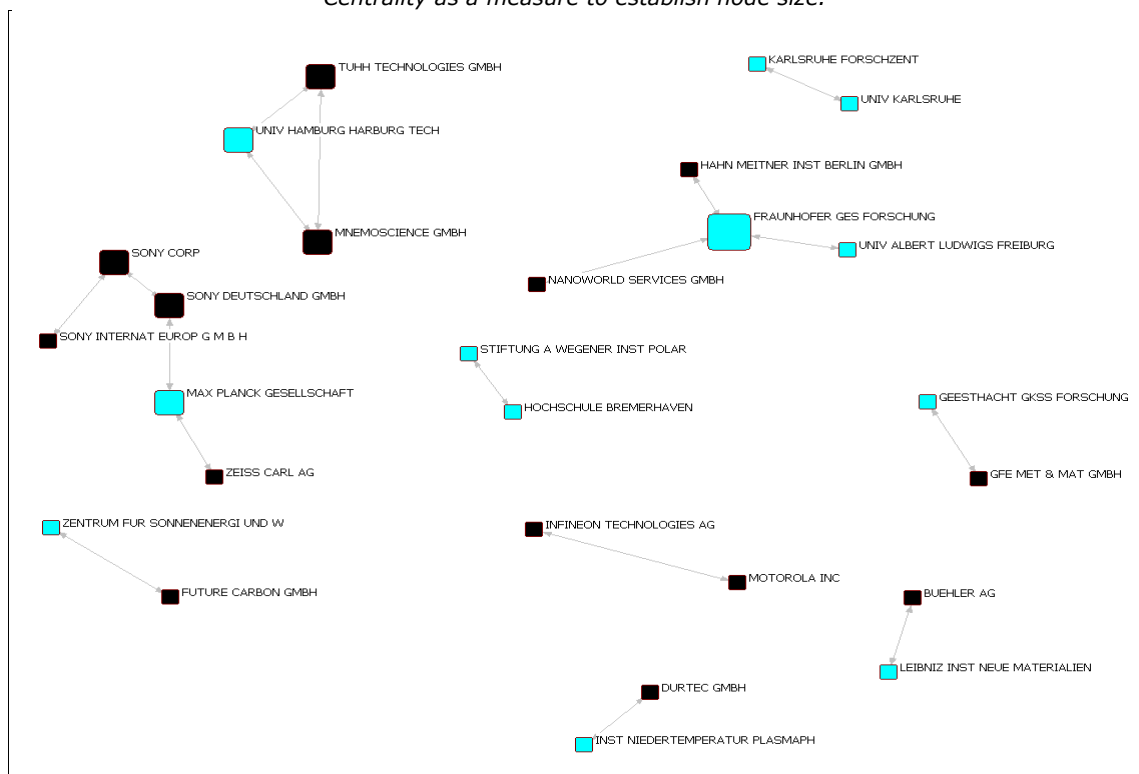 Centrality as a measure to establish node size.
TUHH TECHNOLOGIES GMBH
KARLSRUHE FORSCHZENT
UNIV KARLSRUHE
UNIV HAMBURG HARBURG TECH
HAHN MEITNER INST BERLIN GMBH
FRAUNHOFER GES FORSCHUNG
MNEMOSCIENCE GMBH
UNIV ALBERT LUDWIGS FREIBURG
SONY CORP
NANOWORLD SERVICES GMBH
SONY DEUTSCHLAND GMBH
SONY INTERNAT EUROP G M B H
STIFTUNG A WEGENER INST POLAR
MAX PLANCK GESELLSCHAFT
GEESTHACHT GKSS FORSCHUNG
HOCHSCHULE BREMERHAVEN
ZEISS CARL AG
GFE MET & MAT GMBH
ZENTRUM FUR SONNENENERGI UND W
INFINEON TECHNOLOGIES AG
MOTOROLA INC
FUTURE CARBON GMBH
BUEHLER AG
LEIBNIZ INST NEUE MATERIALIEN
DURTEC GMBH
INST NIEDERTEMPERATUR PLASMAPH